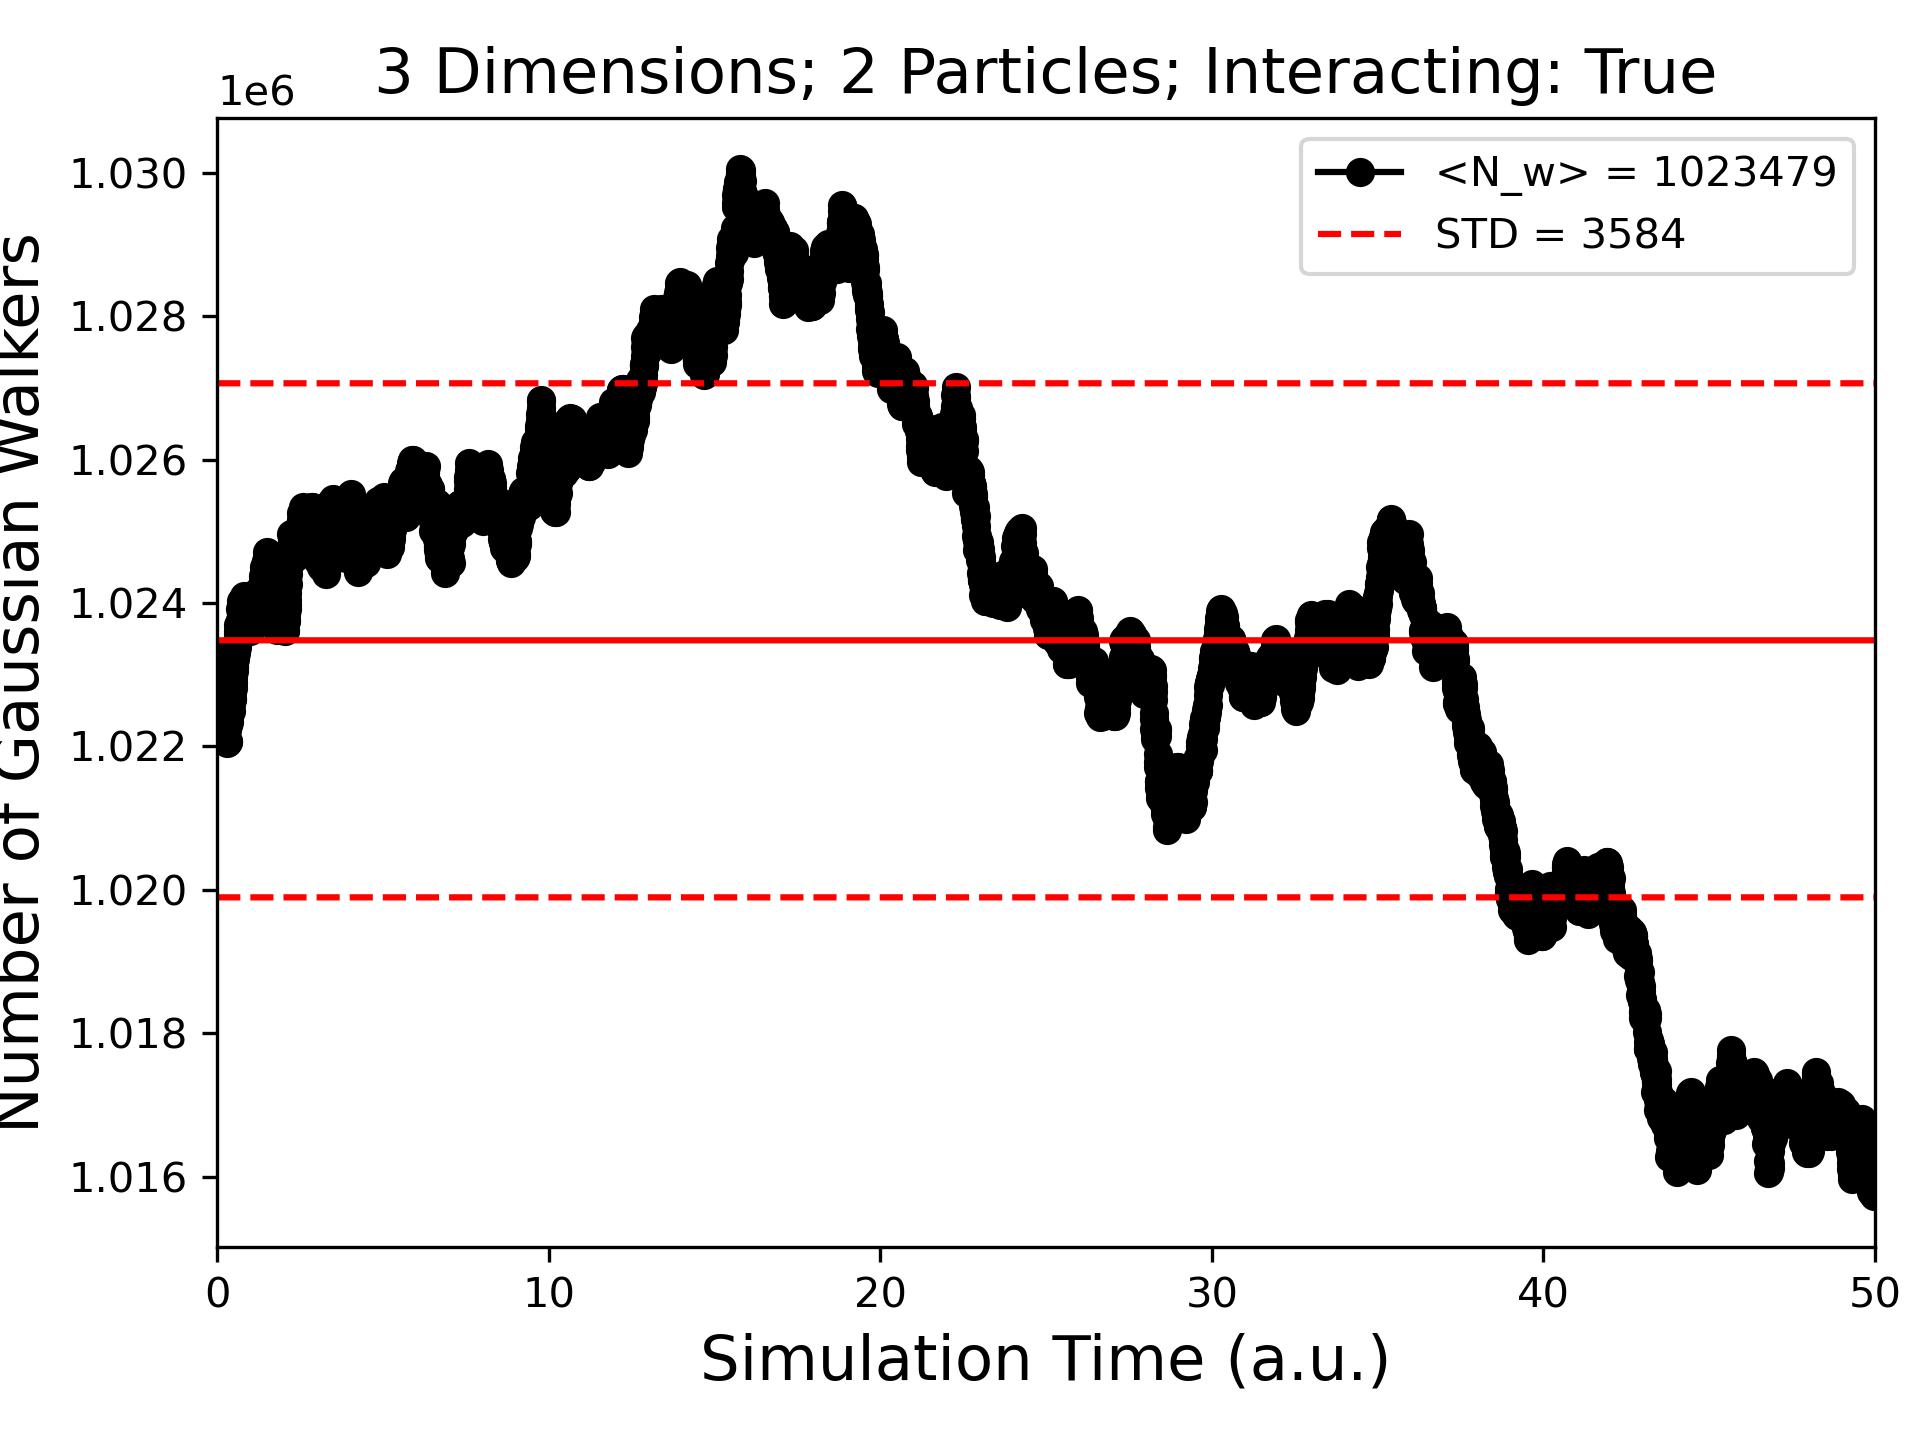 3 Dimensions; 2 Particles; Interacting: True
1e6
<N_w> = 1023479
STD = 3584
Number of Gaussian Walkers
1.030
1.028
1.026
1.024
1.022
1.020
1.018
1.016
0 10 20 30 40 50
Simulation Time (a.u.)